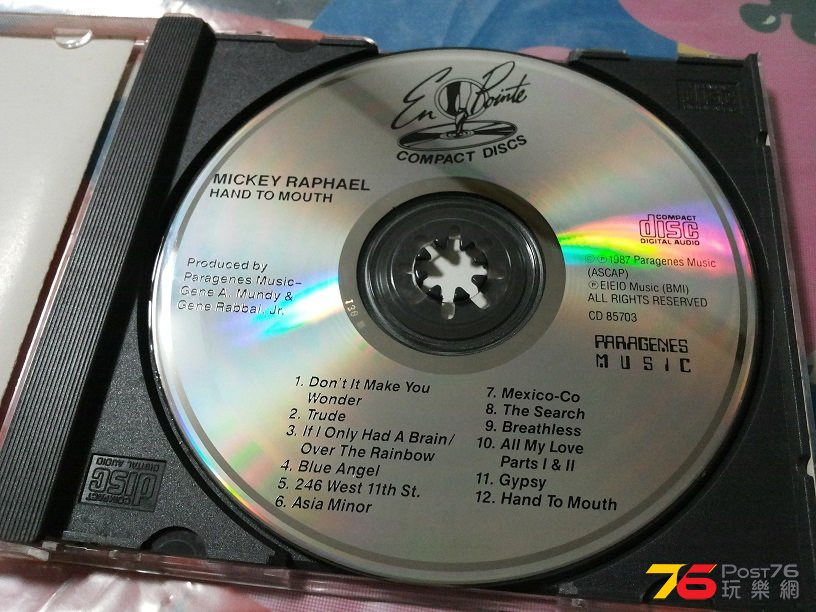 En Pointe
COMPACT DISCS
MICKEY RAPHAEL
HAND TO MOUTH
COMPACT
disc
DIGITAL AUDIO
Produced by
Paragenes Music–
Gene A. Mundy &
Gene Rabbai, Jr.
©℗1987 Paragenes Music
(ASCAP)
℗EIEIO Music (BMI)
ALL RIGHTS RESERVED
CD 85703
PARAGENES
MUSIC
1. Don't It Make You
Wonder
2. Trude
3. If I Only Had A Brain/
Over The Rainbow
4. Blue Angel
5. 246 West 11th St.
6. Asia Minor
7. Mexico-Co
8. The Search
9. Breathless
10. All My Love
Parts I & II
11. Gypsy
12. Hand To Mouth
COMPACT
disc
DIGITAL AUDIO
76 Post76
玩樂網